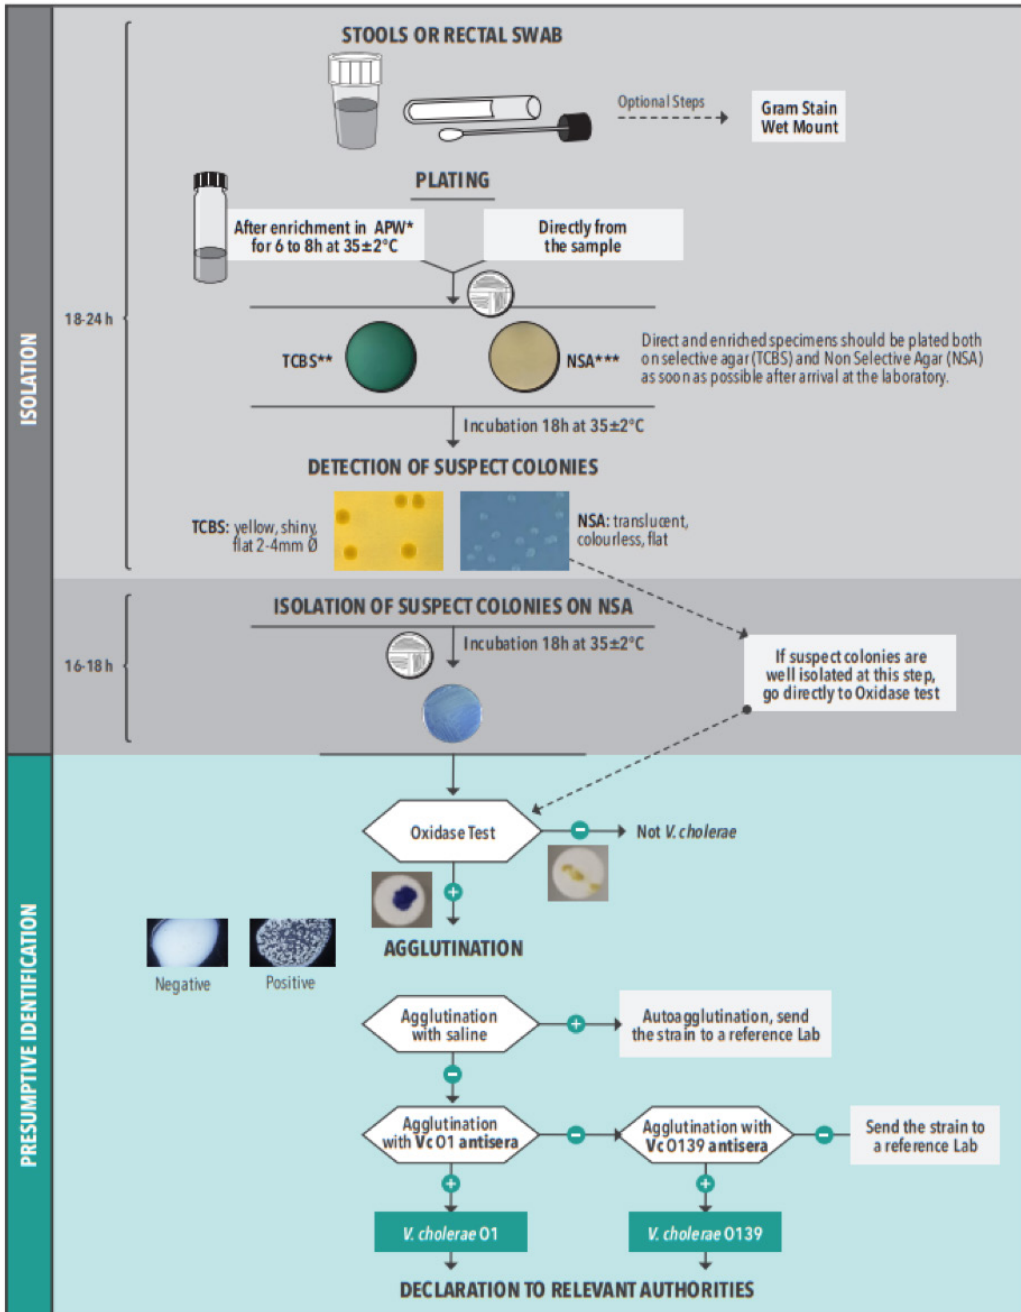 STOOLS OR RECTAL SWAB
Optional Steps
Gram Stain
Wet Mount
PLATING
After enrichment in APW*
for 6 to 8h at 35±2°C
Directly from
the sample
18-24 h
ISOLATION
TCBS**
NSA***
Direct and enriched specimens should be plated both
on selective agar (TCBS) and Non Selective Agar (NSA)
as soon as possible after arrival at the laboratory.
Incubation 18h at 35±2°C
DETECTION OF SUSPECT COLONIES
TCBS: yellow, shiny,
flat 2-4mm Ø
NSA: translucent,
colourless, flat
ISOLATION OF SUSPECT COLONIES ON NSA
Incubation 18h at 35±2°C
16-18 h
If suspect colonies are
well isolated at this step,
go directly to Oxidase test
PRESUMPTIVE IDENTIFICATION
Oxidase Test
−
Not V. cholerae
+
AGGLUTINATION
Negative
Positive
Agglutination
with saline
+
Autoagglutination, send
the strain to a reference Lab
−
Agglutination
with Vc O1 antisera
−
Agglutination with
Vc O139 antisera
−
Send the strain to
a reference Lab
+
+
V. cholerae O1
V. cholerae O139
DECLARATION TO RELEVANT AUTHORITIES